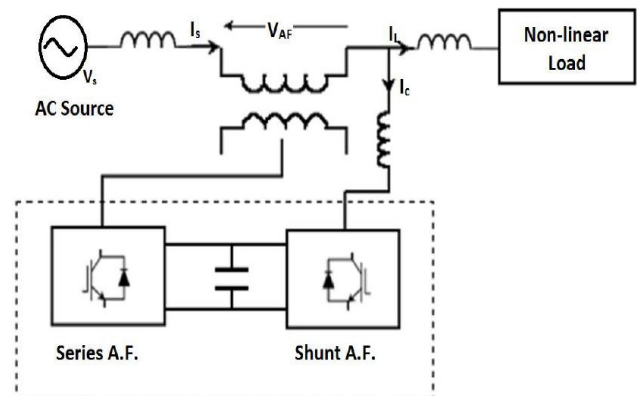 Is
VAF
IL
Non-linear
Load
Vs
Ic
AC Source
Series A.F.
Shunt A.F.